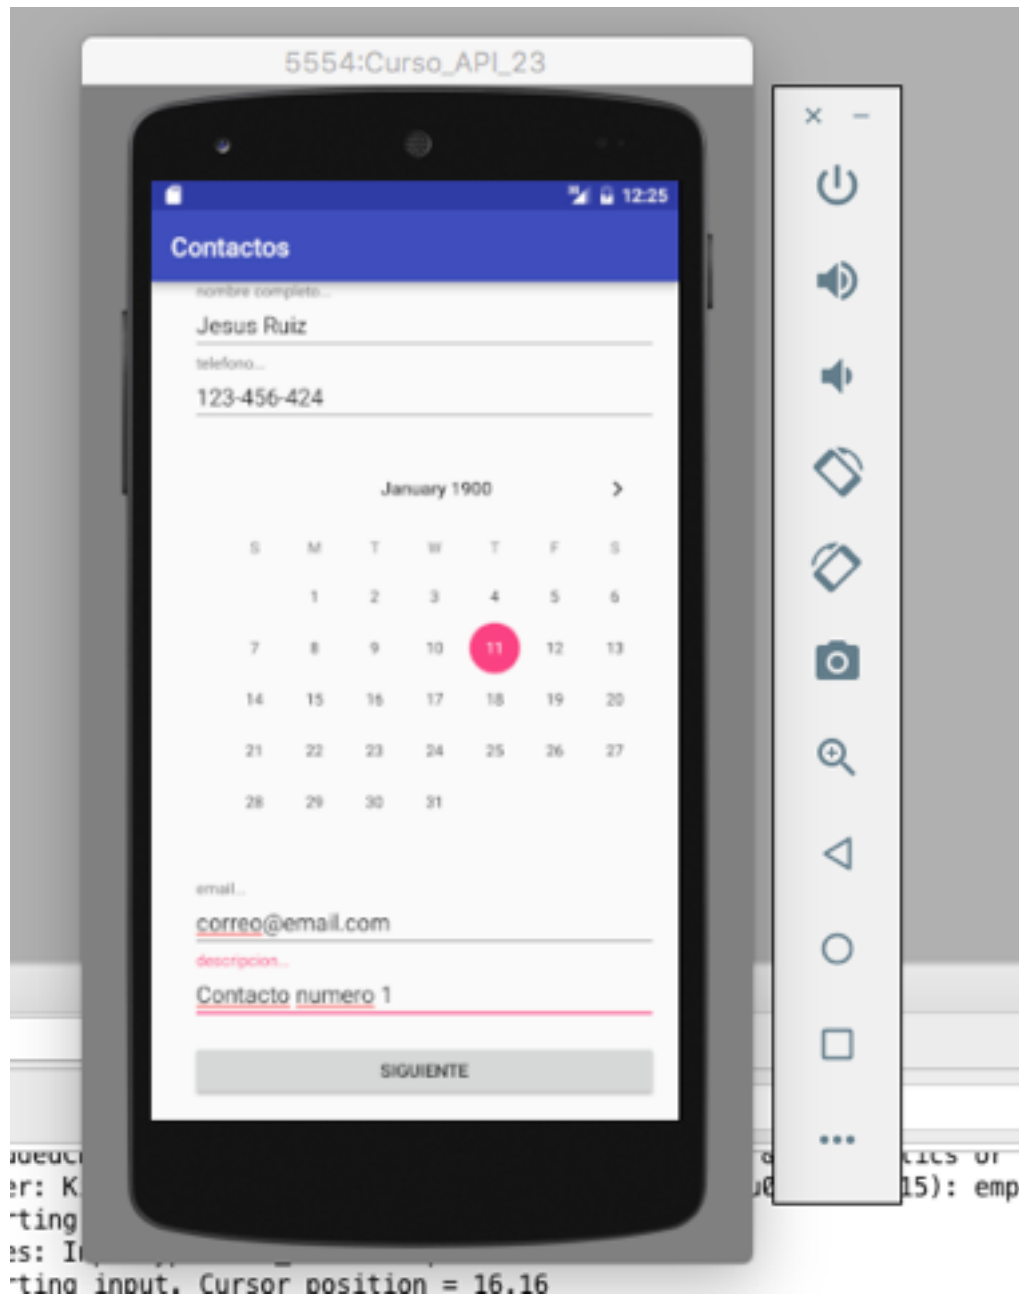 5554:Curso_API_23
12:25
Contactos
nombre completo...
Jesus Ruiz
telefono...
123-456-424
January 1900
S M T W T F S
1 2 3 4 5 6
7 8 9 10 11 12 13
14 15 16 17 18 19 20
21 22 23 24 25 26 27
28 29 30 31
email...
correo@email.com
descripcion...
Contacto numero 1
SIGUIENTE
er: K 15): emp
rting
es: I
rting input. Cursor position = 16,16